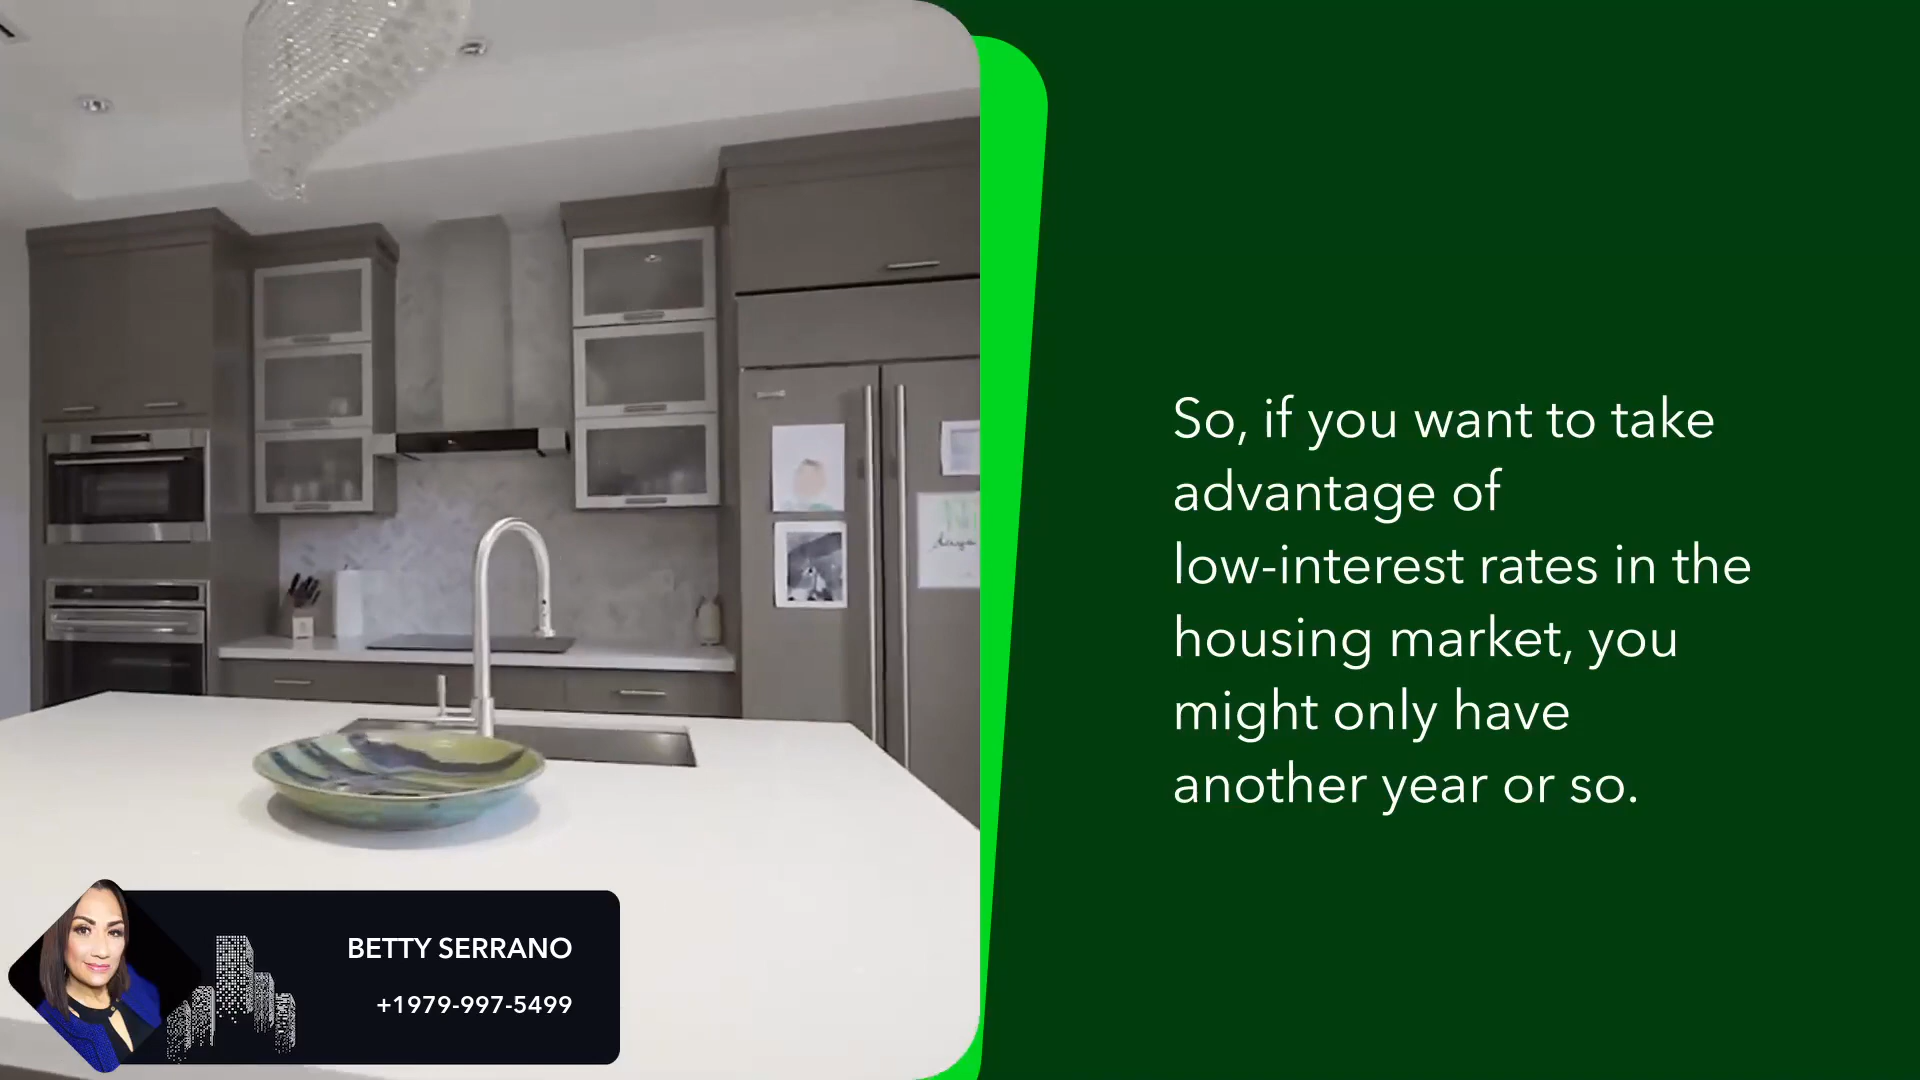 So, if you want to take
advantage of
low-interest rates in the
housing market, you
might only have
another year or so.
BETTY SERRANO
+1979-997-5499